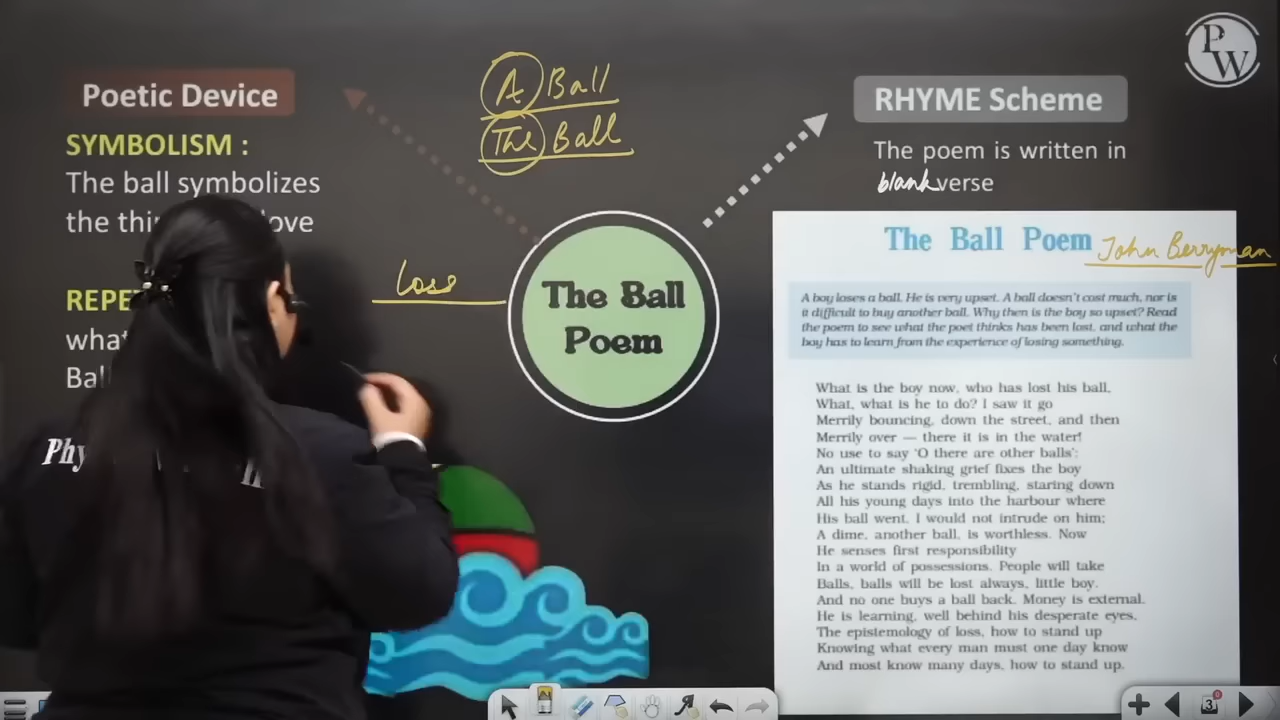 Poetic Device
SYMBOLISM :
The ball symbolizes
the love
REPE
what
Bal
Phy
A Ball
The Ball
loss
The Ball
Poem
PW
RHYME Scheme
The poem is written in
blank verse
The Ball Poem John Berryman
A boy loses a ball. He is very upset. A ball doesn't cost much, nor is
it difficult to buy another ball. Why then is the boy so upset? Read
the poem to see what the poet thinks has been lost, and what the
boy has to learn from the experience of losing something.
What is the boy now, who has lost his ball,
What, what is he to do? I saw it go
Merrily bouncing, down the street, and then
Merrily over — there it is in the water!
No use to say 'O there are other balls':
An ultimate shaking grief fixes the boy
As he stands rigid, trembling, staring down
All his young days into the harbour where
His ball went. I would not intrude on him;
A dime, another ball, is worthless. Now
He senses first responsibility
In a world of possessions. People will take
Balls, balls will be lost always, little boy.
And no one buys a ball back. Money is external.
He is learning, well behind his desperate eyes,
The epistemology of loss, how to stand up
Knowing what every man must one day know
And most know many days, how to stand up.
3